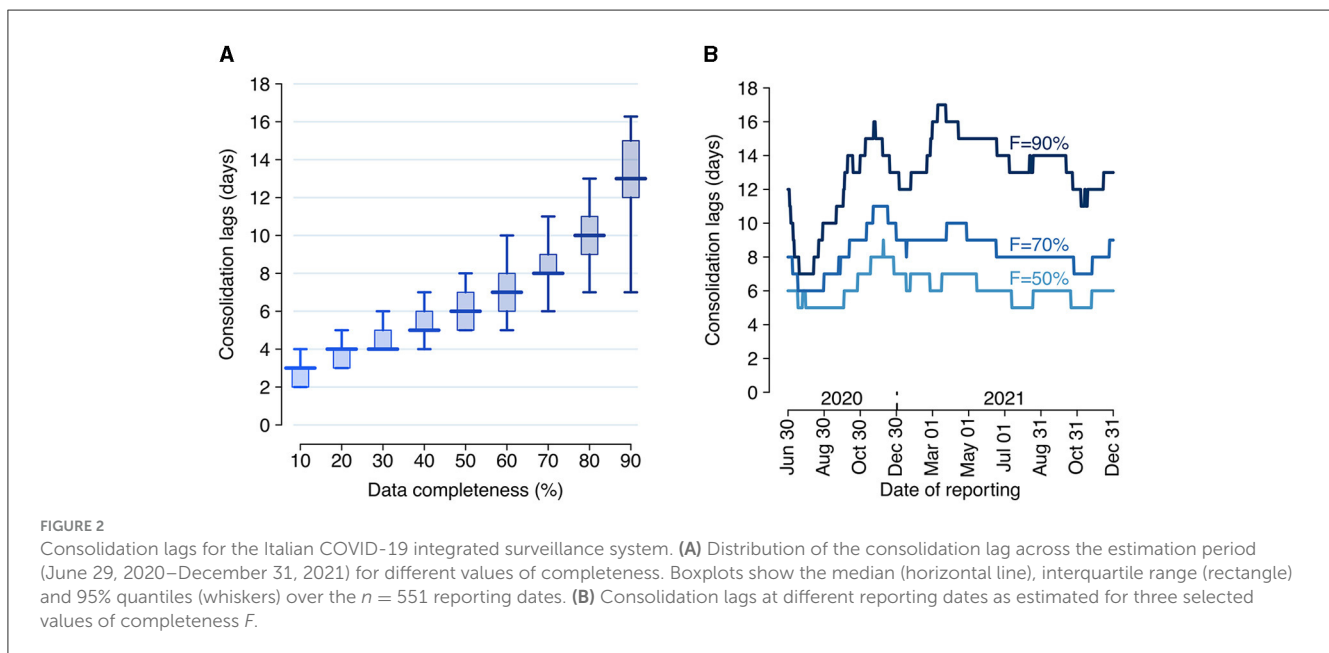 A
18
16
14
12
10
8
6
4
2
0
Consolidation lags (days)
10 20 30 40 50 60 70 80 90
Data completeness (%)
B
18
16
14
12
10
8
6
4
2
0
Consolidation lags (days)
F=90%
F=70%
F=50%
2020 2021
Jun 30 Aug 30 Oct 30 Dec 30 Mar 01 May 01 Jul 01 Aug 31 Oct 31 Dec 31
Date of reporting
FIGURE 2
Consolidation lags for the Italian COVID-19 integrated surveillance system. (A) Distribution of the consolidation lag across the estimation period
(June 29, 2020–December 31, 2021) for different values of completeness. Boxplots show the median (horizontal line), interquartile range (rectangle)
and 95% quantiles (whiskers) over the n = 551 reporting dates. (B) Consolidation lags at different reporting dates as estimated for three selected
values of completeness F.